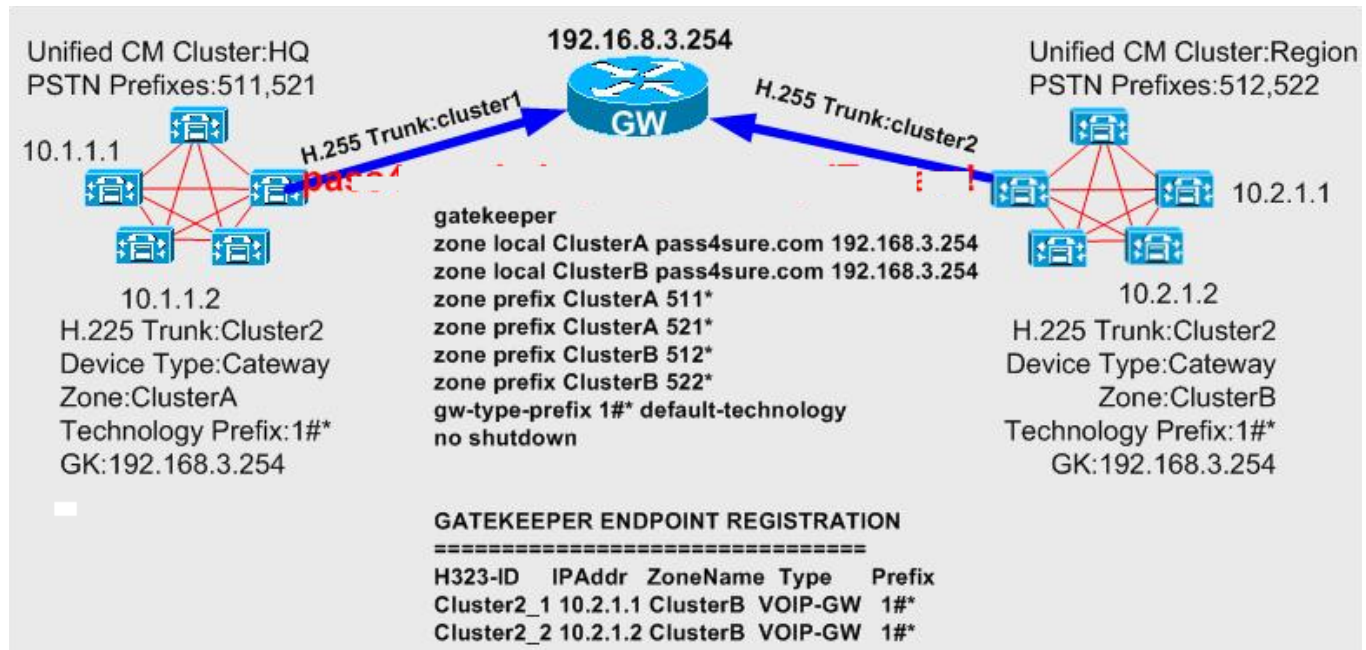 Unified CM Cluster:HQ
PSTN Prefixes:511,521
192.16.8.3.254
Unified CM Cluster:Region
PSTN Prefixes:512,522
H.255 Trunk:cluster1
GW
H.255 Trunk:cluster2
10.1.1.1
10.2.1.1
10.1.1.2
10.2.1.2
H.225 Trunk:Cluster2
Device Type:Cateway
Zone:ClusterA
Technology Prefix:1#*
GK:192.168.3.254
gatekeeper
zone local ClusterA pass4sure.com 192.168.3.254
zone local ClusterB pass4sure.com 192.168.3.254
zone prefix ClusterA 511*
zone prefix ClusterA 521*
zone prefix ClusterB 512*
zone prefix ClusterB 522*
gw-type-prefix 1#* default-technology
no shutdown
H.225 Trunk:Cluster2
Device Type:Cateway
Zone:ClusterB
Technology Prefix:1#*
GK:192.168.3.254
GATEKEEPER ENDPOINT REGISTRATION
================================
H323-ID IPAddr ZoneName Type Prefix
Cluster2_1 10.2.1.1 ClusterB VOIP-GW 1#*
Cluster2_2 10.2.1.2 ClusterB VOIP-GW 1#*